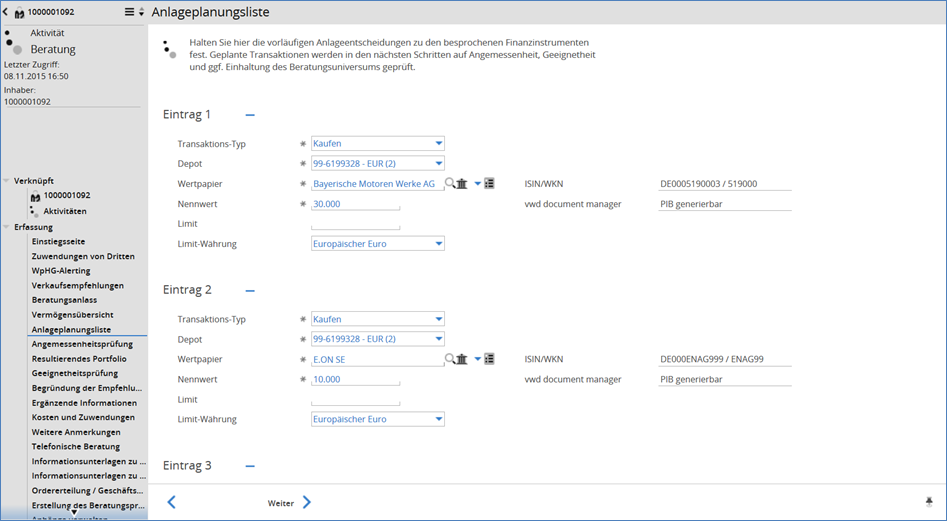 1000001092
Anlageplanungsliste
Aktivität
Beratung
Letzter Zugriff:
08.11.2015 16:50
Inhaber:
1000001092
Verknüpft
1000001092
Aktivitäten
Erfassung
Einstiegsseite
Zuwendungen von Dritten
WpHG-Alerting
Verkaufsempfehlungen
Beratungsanlass
Vermögensübersicht
Anlageplanungsliste
Angemessenheitsprüfung
Resultierendes Portfolio
Geeignetheitsprüfung
Begründung der Empfehlu...
Ergänzende Informationen
Kosten und Zuwendungen
Weitere Anmerkungen
Telefonische Beratung
Informationsunterlagen zu ...
Informationsunterlagen zu ...
Ordererteilung / Geschäfts...
Erstellung des Beratungspr...
Halten Sie hier die vorläufigen Anlageentscheidungen zu den besprochenen Finanzinstrumenten
fest. Geplante Transaktionen werden in den nächsten Schritten auf Angemessenheit, Geeignetheit
und ggf. Einhaltung des Beratungsuniversums geprüft.
Eintrag 1
Transaktions-Typ * Kaufen
Depot * 99-6199328 - EUR (2)
Wertpapier * Bayerische Motoren Werke AG ISIN/WKN DE0005190003 / 519000
Nennwert * 30.000 vwd document manager PIB generierbar
Limit
Limit-Währung Europäischer Euro
Eintrag 2
Transaktions-Typ * Kaufen
Depot * 99-6199328 - EUR (2)
Wertpapier * E.ON SE ISIN/WKN DE000ENAG999 / ENAG99
Nennwert * 10.000 vwd document manager PIB generierbar
Limit
Limit-Währung Europäischer Euro
Eintrag 3
Weiter